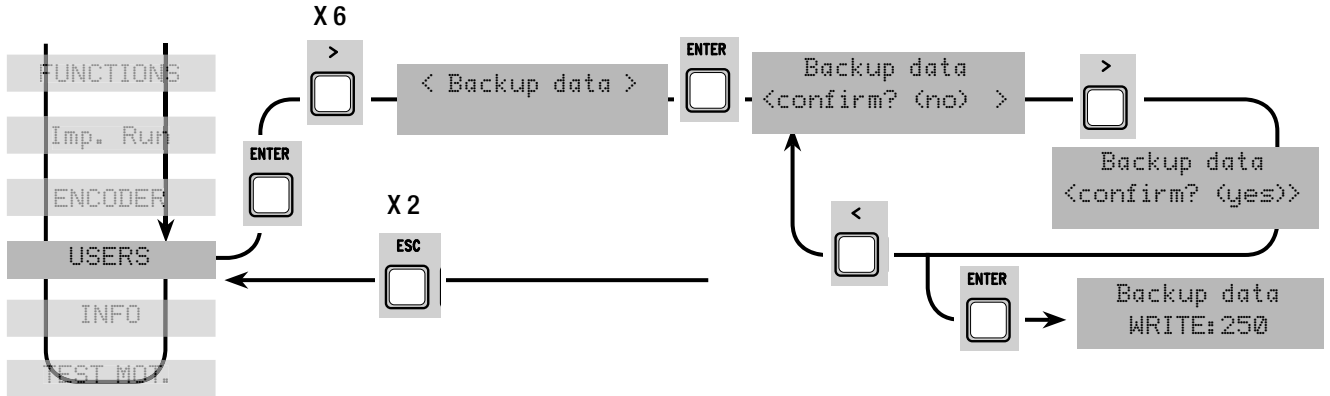 FUNCTIONS
Imp. Run
ENCODER
USERS
INFO
TEST MOT.
ENTER
X 6
>
< Backup data >
ENTER
Backup data
<confirm? (no) >
>
Backup data
<confirm? (yes)>
<
ENTER
Backup data
WRITE:250
X 2
ESC